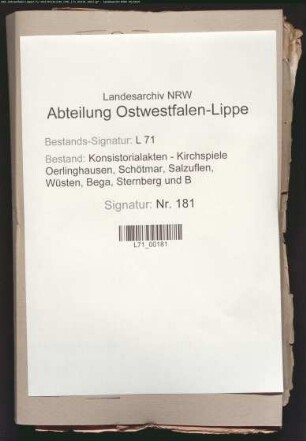 Landesarchiv NRW
Abteilung Ostwestfalen-Lippe
Bestands-Signatur: L 71
Bestand: Konsistorialakten - Kirchspiele
Oerlinghausen, Schötmar, Salzuflen,
Wüsten, Bega, Sternberg und B
Signatur: Nr. 181
L71_00181